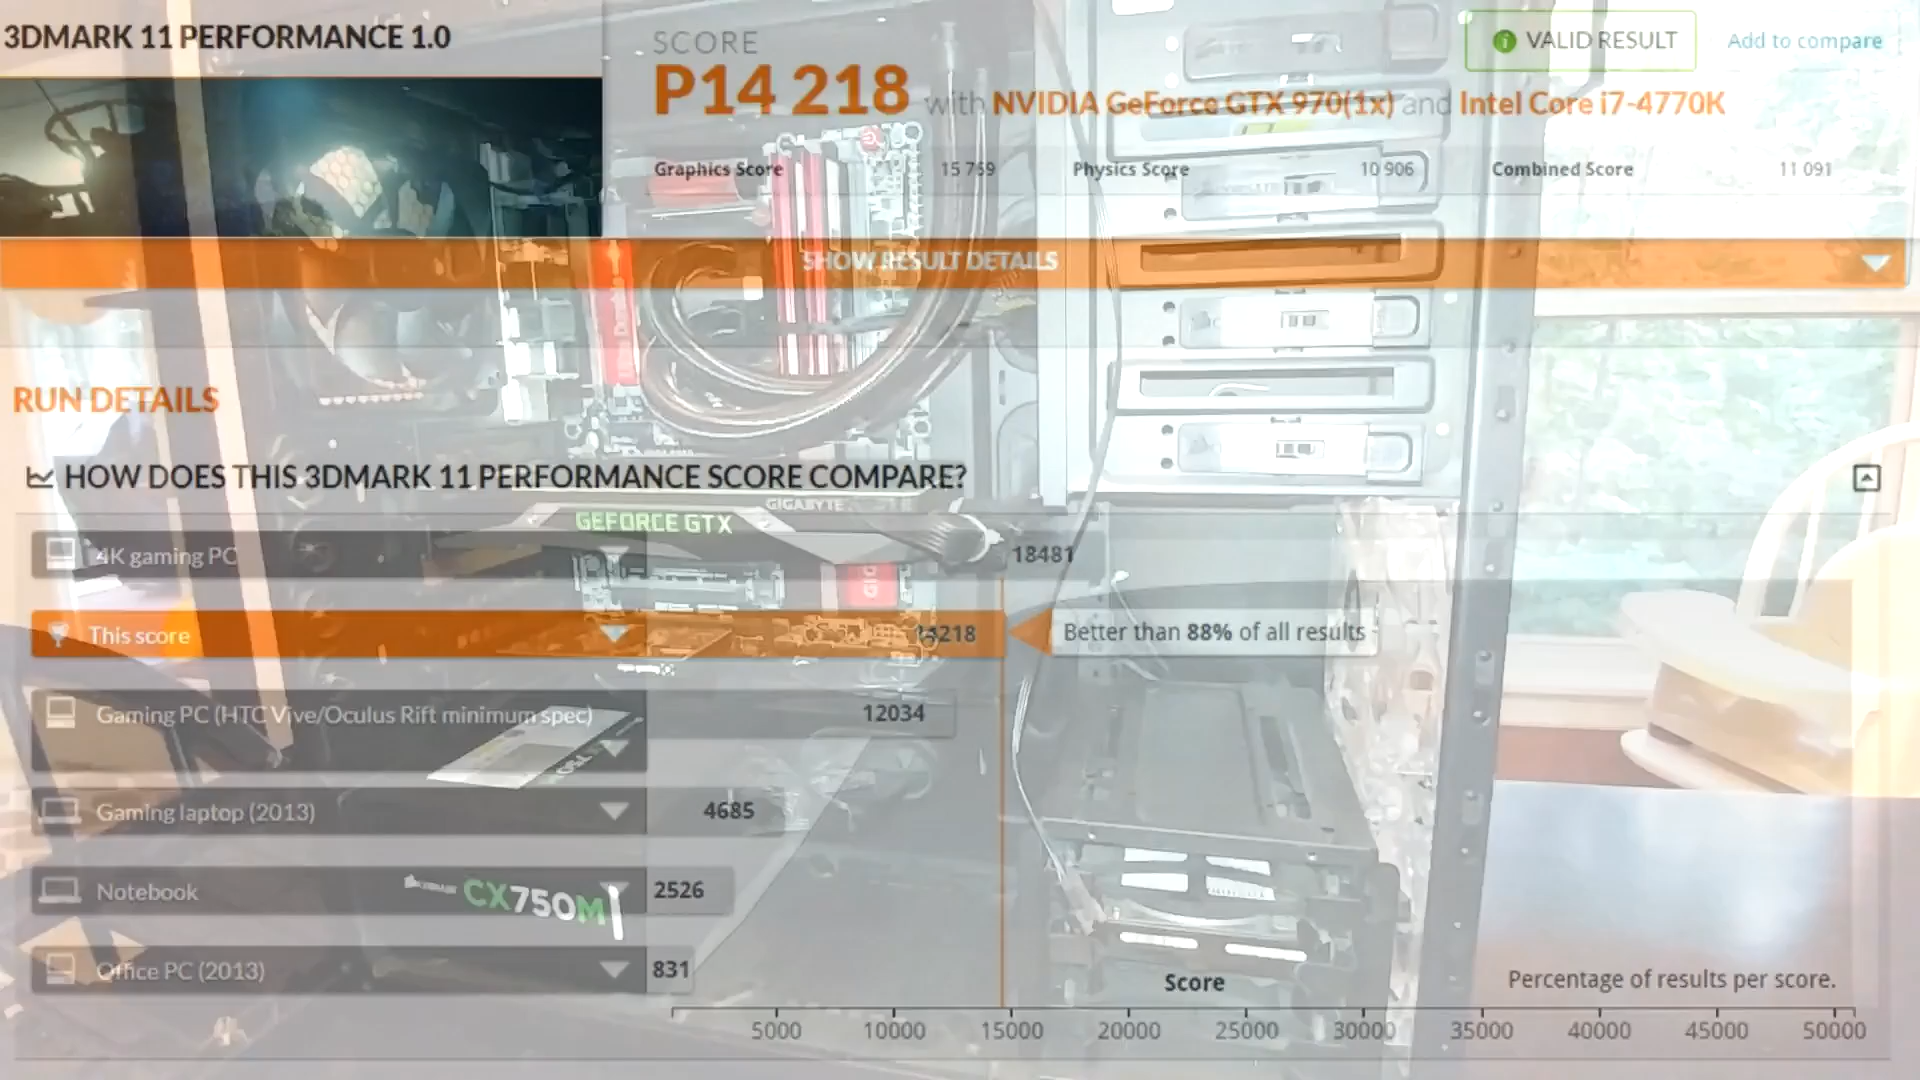 3DMARK 11 PERFORMANCE 1.0
SCORE
P14 218 with NVIDIA GeForce GTX 970(1x) and Intel Core i7-4770K
VALID RESULT
Add to compare
Graphics Score 15 759 Physics Score 10 906 Combined Score 11 091
SHOW RESULT DETAILS
RUN DETAILS
HOW DOES THIS 3DMARK 11 PERFORMANCE SCORE COMPARE?
GIGABYTE
GEFORCE GTX
4K gaming PC 18481
This score 14218 Better than 88% of all results
Gaming PC (HTC Vive/Oculus Rift minimum spec) 12034
Gaming laptop (2013) 4685
Notebook 2526
CX750M
Office PC (2013) 831
Score
Percentage of results per score.
5000 10000 15000 20000 25000 30000 35000 40000 45000 50000